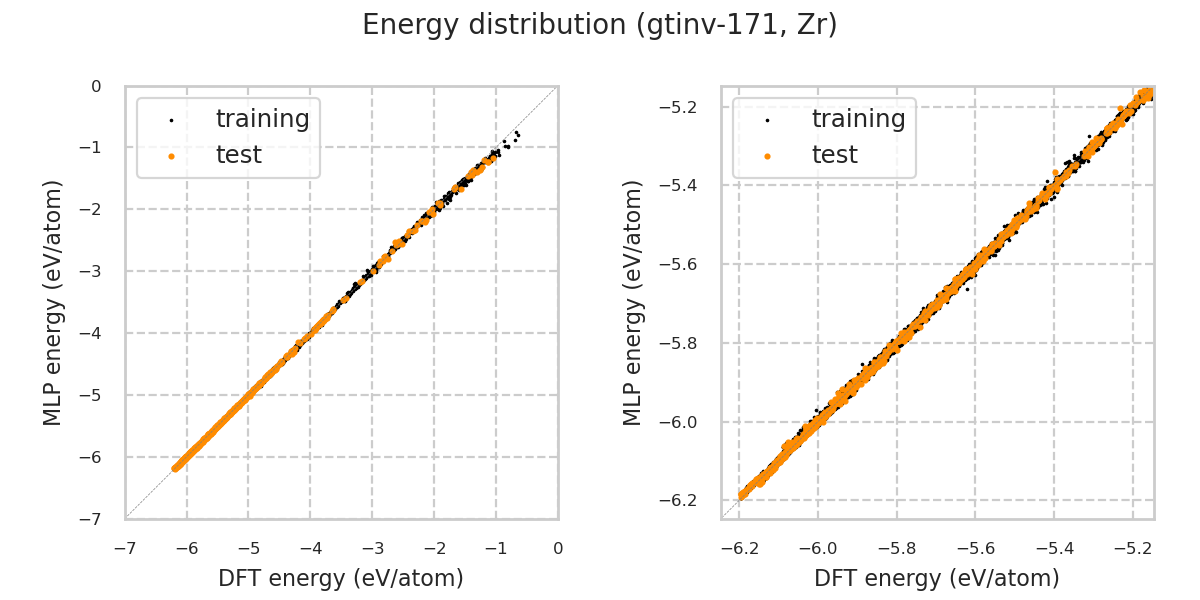 Energy distribution (gtinv-171, Zr)
training
test
0
−1
−2
−3
−4
−5
−6
−7
MLP energy (eV/atom)
−7 −6 −5 −4 −3 −2 −1 0
DFT energy (eV/atom)
training
test
−5.2
−5.4
−5.6
−5.8
−6.0
−6.2
MLP energy (eV/atom)
−6.2 −6.0 −5.8 −5.6 −5.4 −5.2
DFT energy (eV/atom)